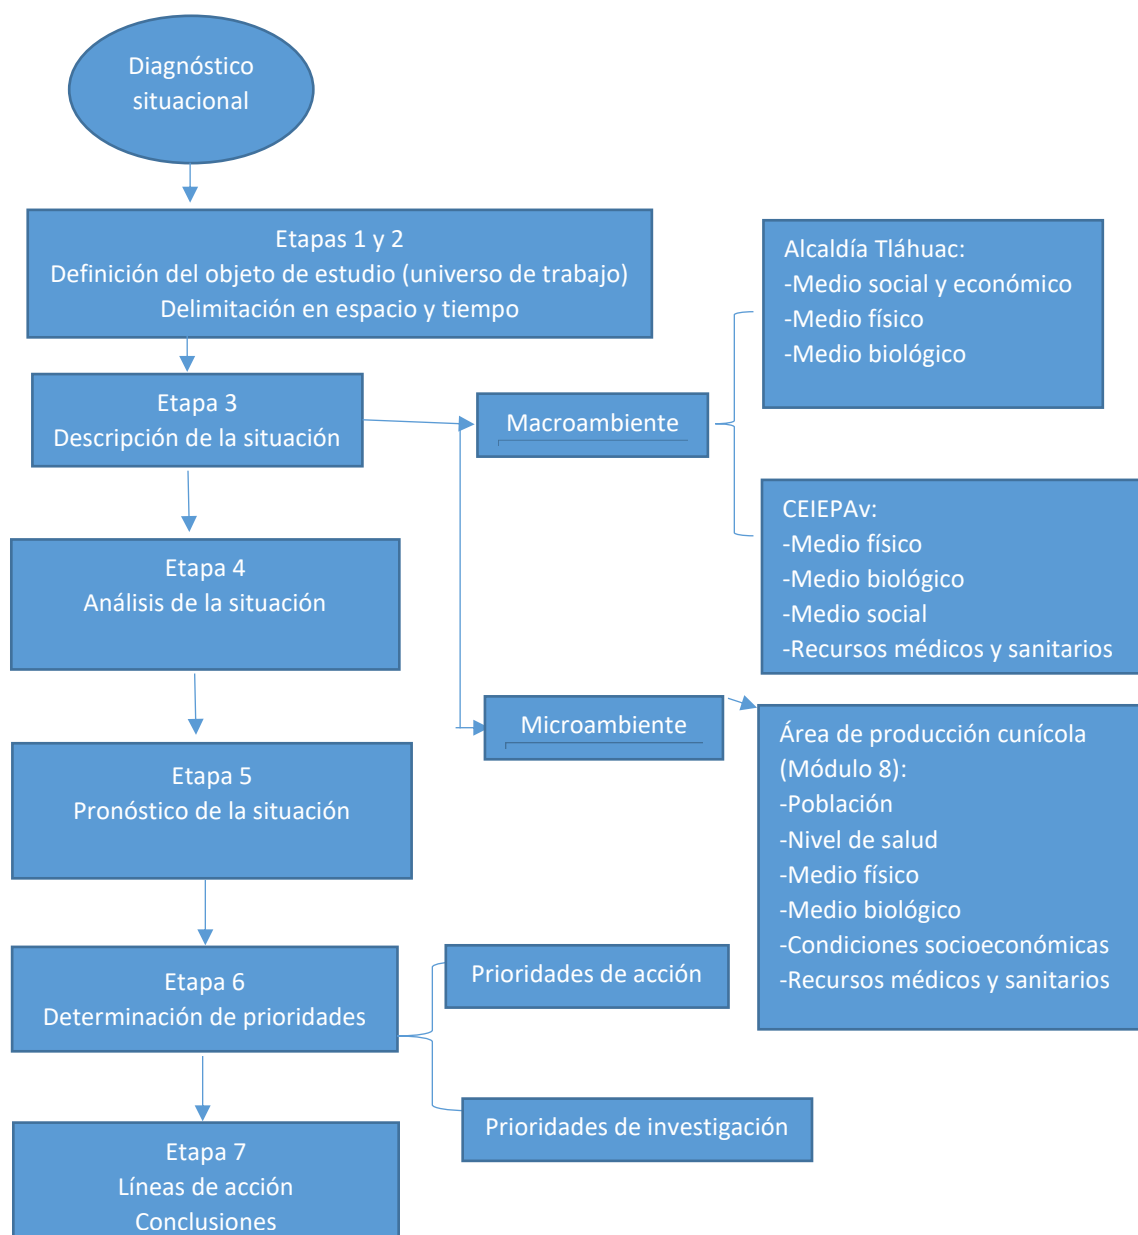 Diagnóstico
situacional
Etapas 1 y 2
Definición del objeto de estudio (universo de trabajo)
Delimitación en espacio y tiempo
Etapa 3
Descripción de la situación
Macroambiente
Alcaldía Tláhuac:
-Medio social y económico
-Medio físico
-Medio biológico
CEIEPAv:
-Medio físico
-Medio biológico
-Medio social
-Recursos médicos y sanitarios
Microambiente
Área de producción cunícola
(Módulo 8):
-Población
-Nivel de salud
-Medio físico
-Medio biológico
-Condiciones socioeconómicas
-Recursos médicos y sanitarios
Etapa 4
Análisis de la situación
Etapa 5
Pronóstico de la situación
Etapa 6
Determinación de prioridades
Prioridades de acción
Prioridades de investigación
Etapa 7
Líneas de acción
Conclusiones